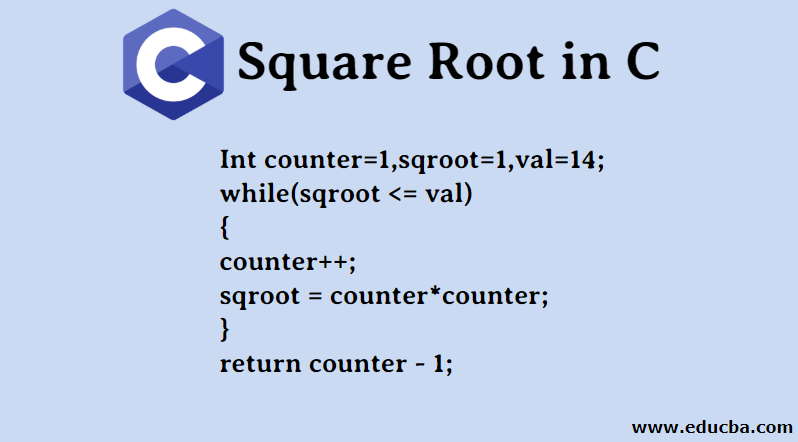 C
Square Root in C
Int counter=1,sqroot=1,val=14;
while(sqroot <= val)
{
counter++;
sqroot = counter*counter;
}
return counter - 1;
www.educba.com